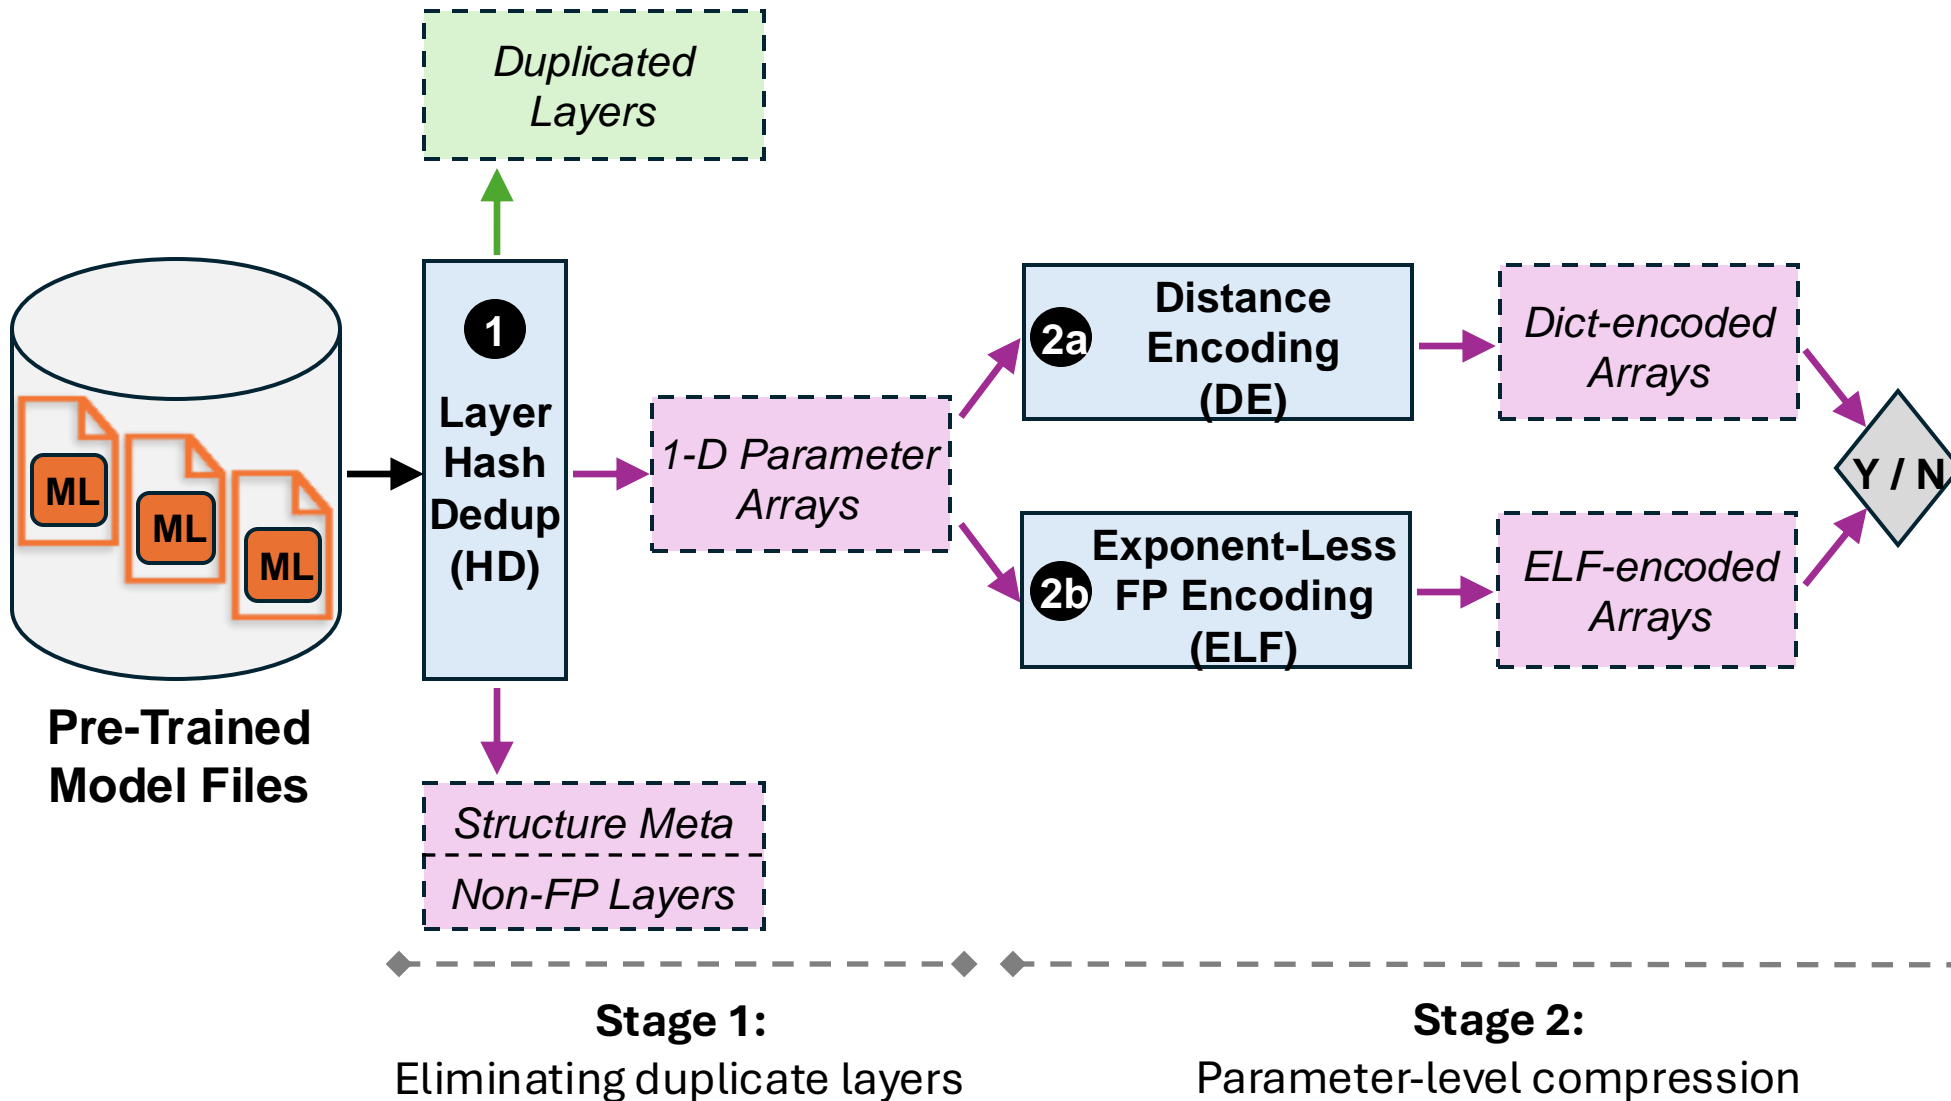 Duplicated
Layers
ML
ML
ML
Pre-Trained
Model Files
1
Layer
Hash
Dedup
(HD)
Structure Meta
Non-FP Layers
1-D Parameter
Arrays
2a
Distance
Encoding
(DE)
2b
Exponent-Less
FP Encoding
(ELF)
Dict-encoded
Arrays
ELF-encoded
Arrays
Y / N
Stage 1:
Eliminating duplicate layers
Stage 2:
Parameter-level compression